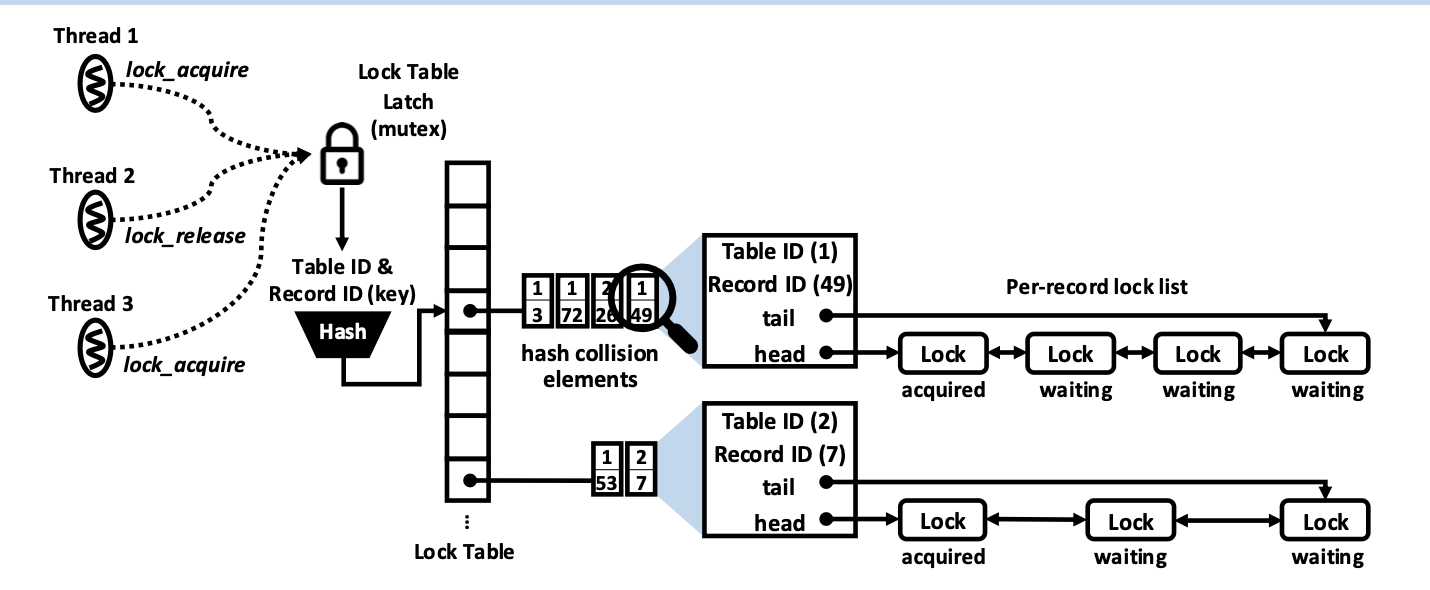 Thread 1
lock_acquire
Lock Table
Latch
(mutex)
Thread 2
lock_release
Table ID &
Record ID (key)
Hash
Thread 3
lock_acquire
1 1 2 1
3 72 26 49
hash collision
elements
Table ID (1)
Record ID (49)
tail
head
Per-record lock list
Lock Lock Lock Lock
acquired waiting waiting waiting
1 2
53 7
Table ID (2)
Record ID (7)
tail
head
Lock Lock Lock
acquired waiting waiting
...
Lock Table